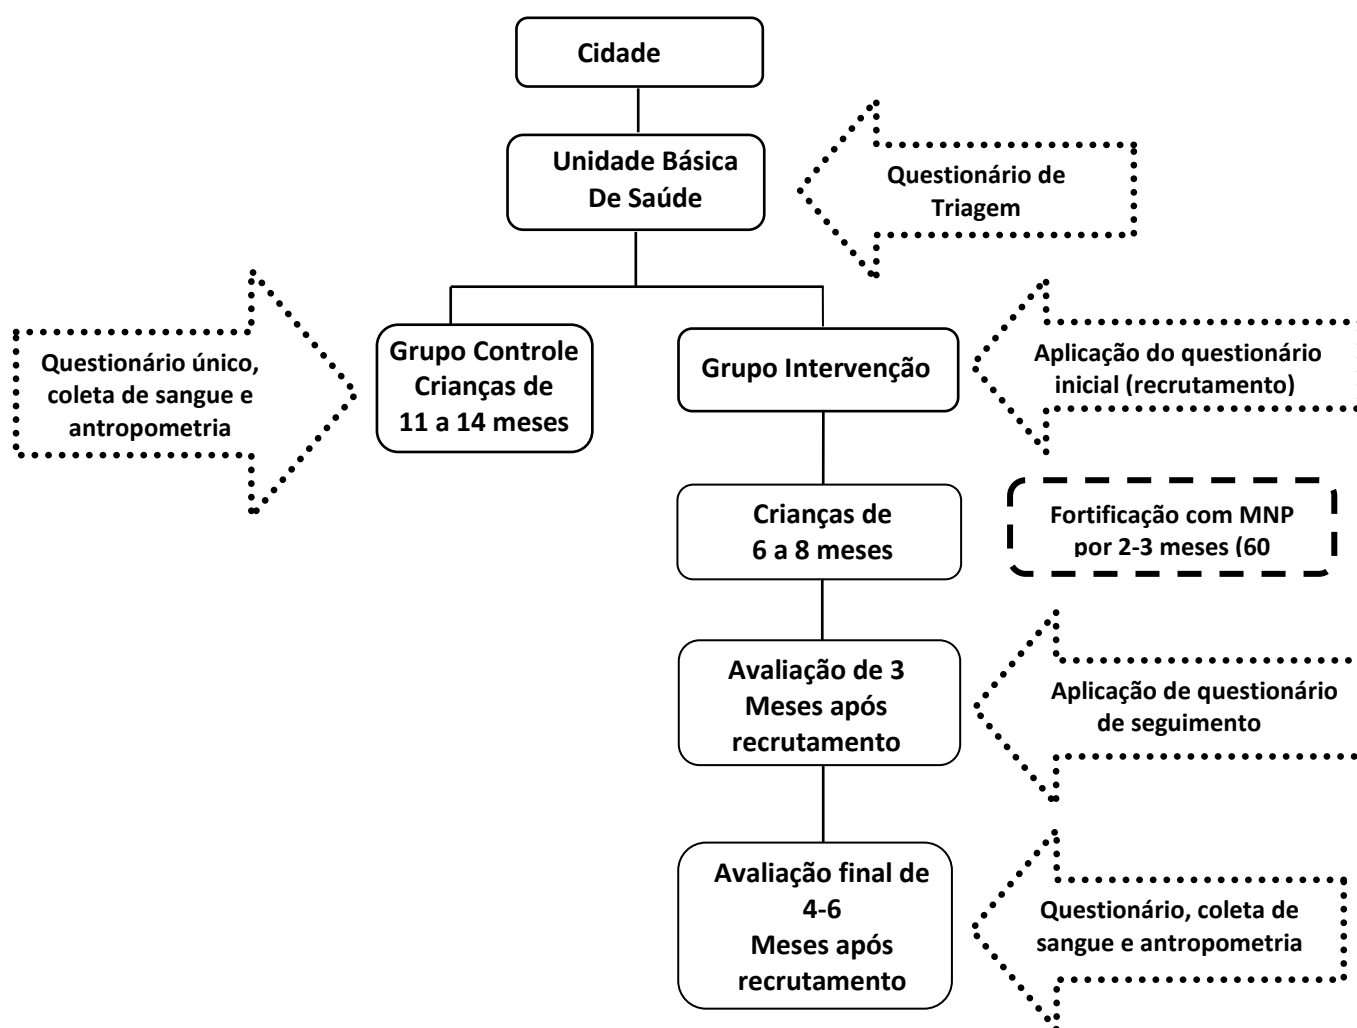 Cidade
Unidade Básica
De Saúde
Questionário de
Triagem
Questionário único,
coleta de sangue e
antropometria
Grupo Controle
Crianças de
11 a 14 meses
Grupo Intervenção
Aplicação do questionário
inicial (recrutamento)
Crianças de
6 a 8 meses
Fortificação com MNP
por 2-3 meses (60
Avaliação de 3
Meses após
recrutamento
Aplicação de questionário
de seguimento
Avaliação final de
4-6
Meses após
recrutamento
Questionário, coleta de
sangue e antropometria